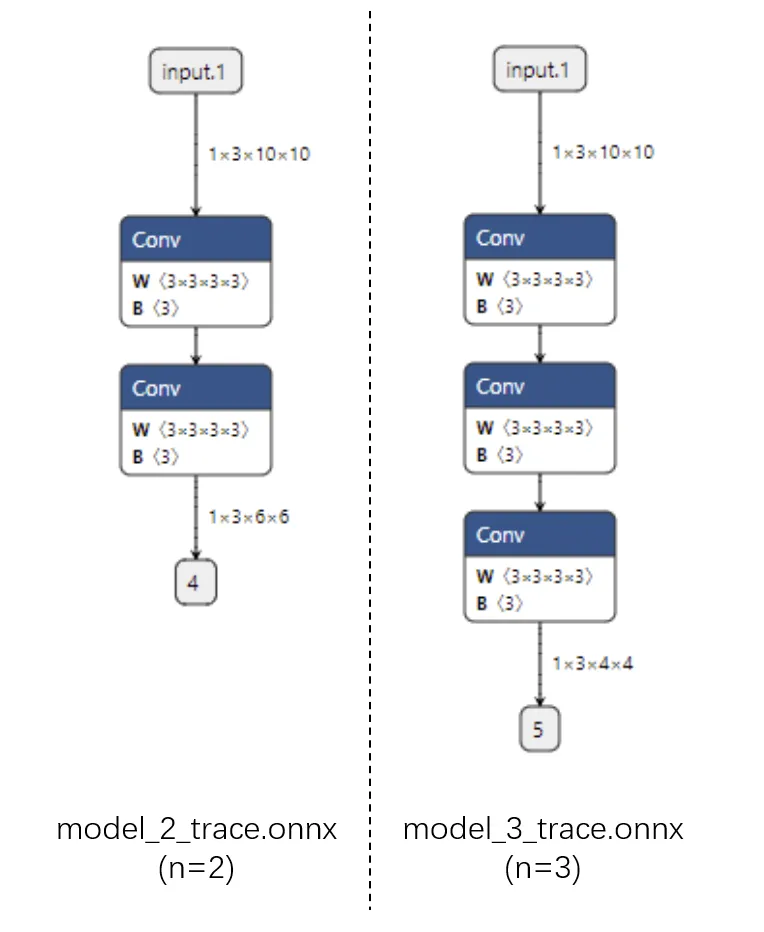 input.1
1×3×10×10
Conv
W 〈3×3×3×3〉
B 〈3〉
Conv
W 〈3×3×3×3〉
B 〈3〉
1×3×6×6
4
model_2_trace.onnx
(n=2)
input.1
1×3×10×10
Conv
W 〈3×3×3×3〉
B 〈3〉
Conv
W 〈3×3×3×3〉
B 〈3〉
Conv
W 〈3×3×3×3〉
B 〈3〉
1×3×4×4
5
model_3_trace.onnx
(n=3)